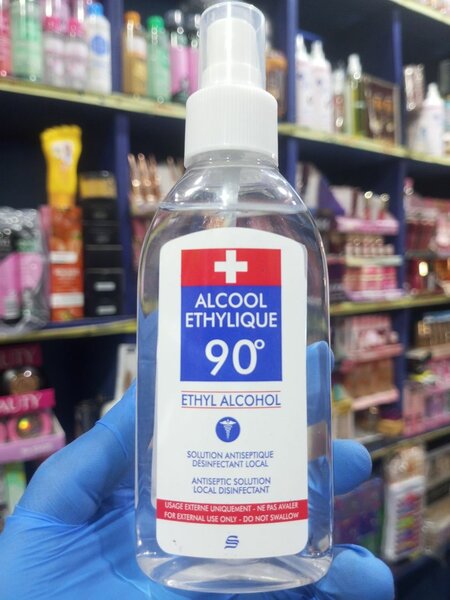 ALCOOL
ETHYLIQUE
90°
ETHYL ALCOHOL
SOLUTION ANTISEPTIQUE
DÉSINFECTANT LOCAL
ANTISEPTIC SOLUTION
LOCAL DISINFECTANT
USAGE EXTERNE UNIQUEMENT - NE PAS AVALER
FOR EXTERNAL USE ONLY - DO NOT SWALLOW